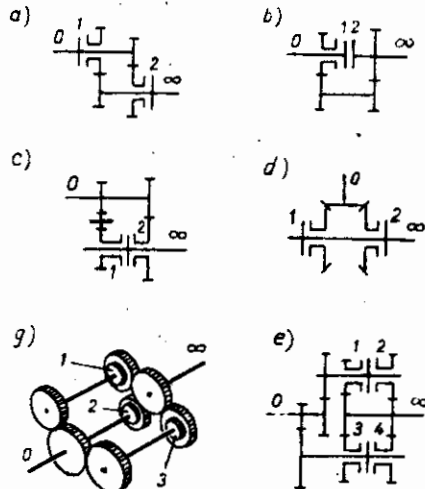 a)
0 1 2 ∞
b)
0 1 2 ∞
c)
0 1 2 ∞
d)
0 1 2
g)
0 1 2 3 ∞
e)
0 1 2 3 4 ∞